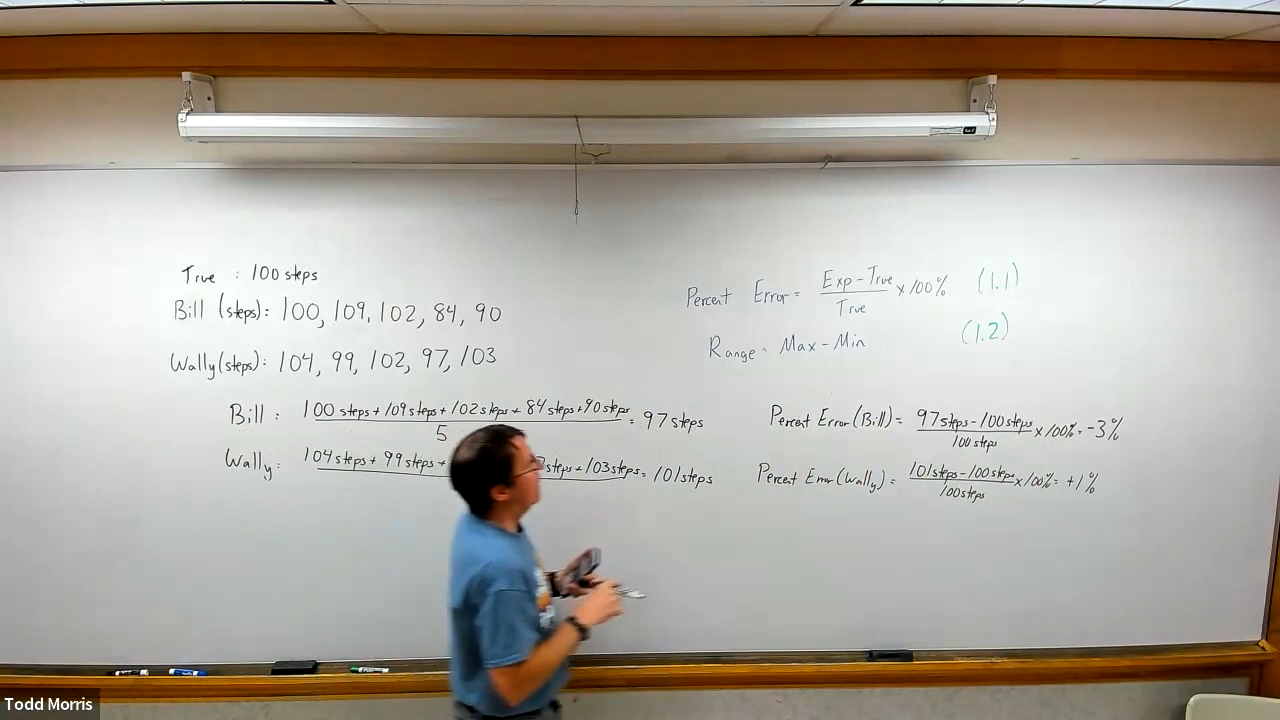 True : 100 steps
Bill (steps): 100, 109, 102, 84, 90
Wally (steps): 104, 99, 102, 97, 103
Percent Error = Exp - True / True x 100% (1.1)
Range = Max - Min (1.2)
Bill : 100 steps + 109 steps + 102 steps + 84 steps + 90 steps / 5 = 97 steps
Wally: 104 steps + 99 steps + steps + 103 steps = 101 steps
Percent Error (Bill) = 97 steps - 100 steps / 100 steps x 100% = -3%
Percent Error (Wally) = 101 steps - 100 steps / 100 steps x 100% = +1%
Todd Morris